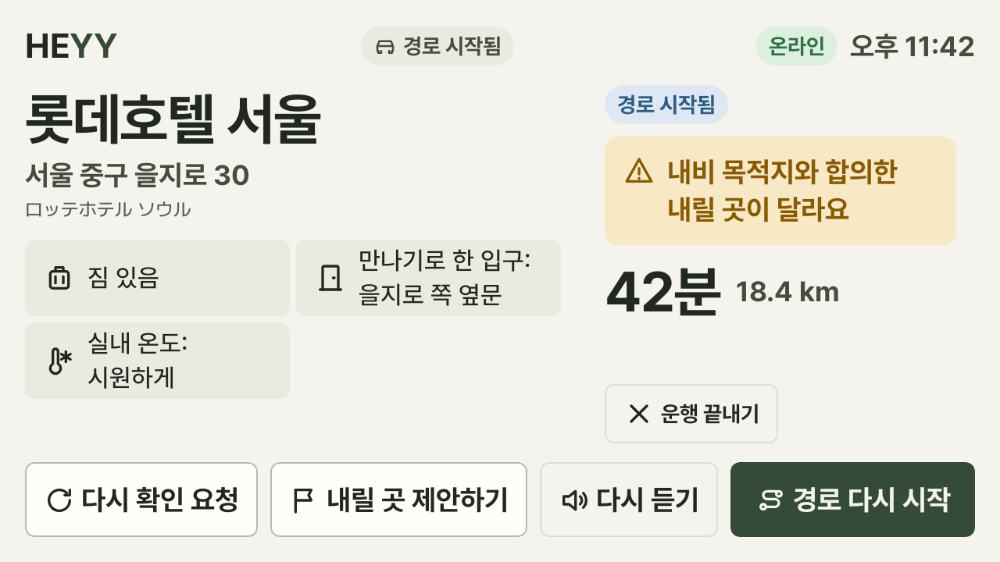 HEYY
경로 시작됨
온라인
오후 11:42
롯데호텔 서울
서울 중구 을지로 30
ロッテホテル ソウル
짐 있음
만나기로 한 입구:
을지로 쪽 옆문
실내 온도:
시원하게
경로 시작됨
내비 목적지와 합의한
내릴 곳이 달라요
42분 18.4 km
운행 끝내기
다시 확인 요청
내릴 곳 제안하기
다시 듣기
경로 다시 시작